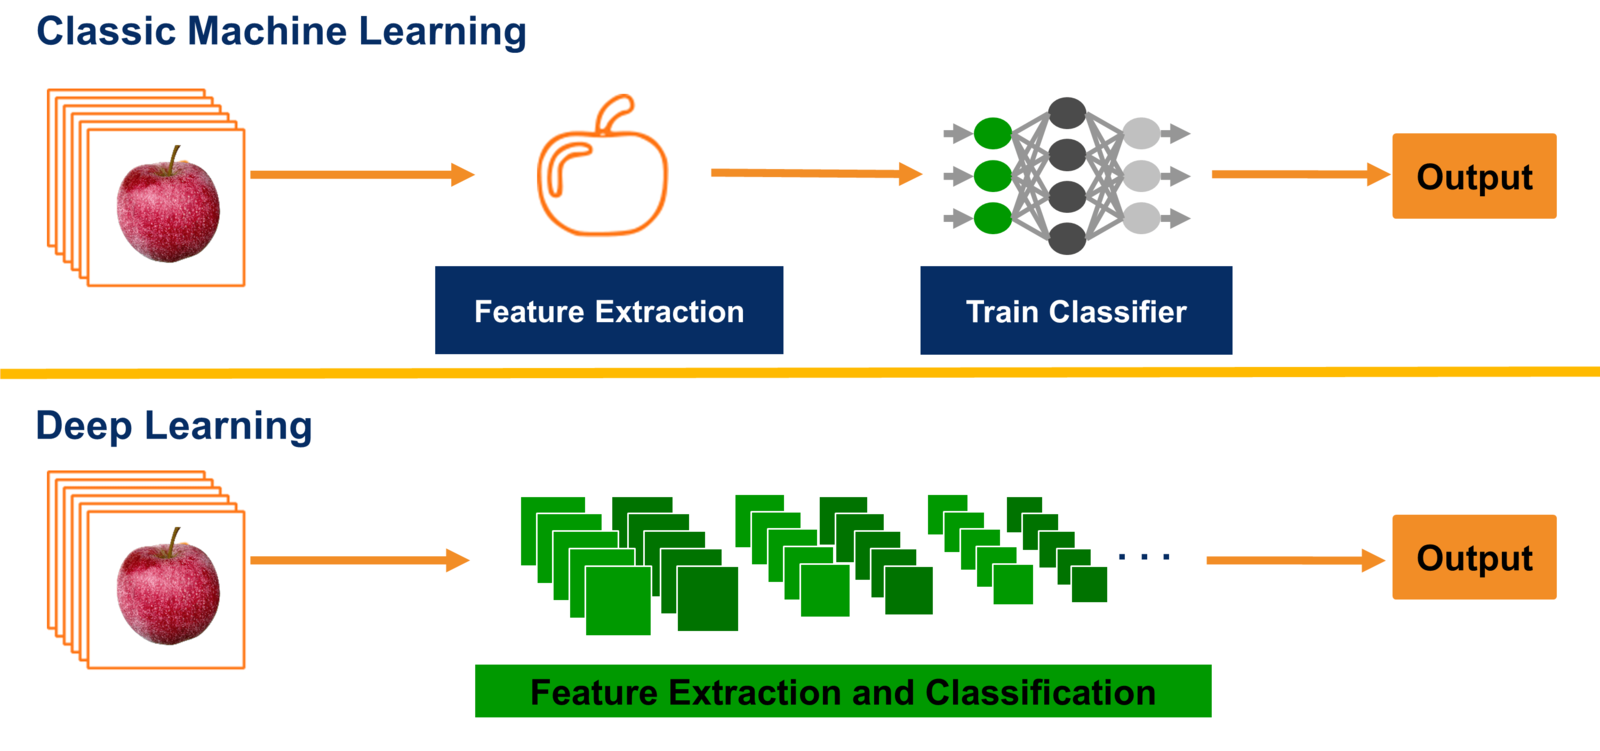 Classic Machine Learning
Output
Feature Extraction
Train Classifier
Deep Learning
. . .
Output
Feature Extraction and Classification